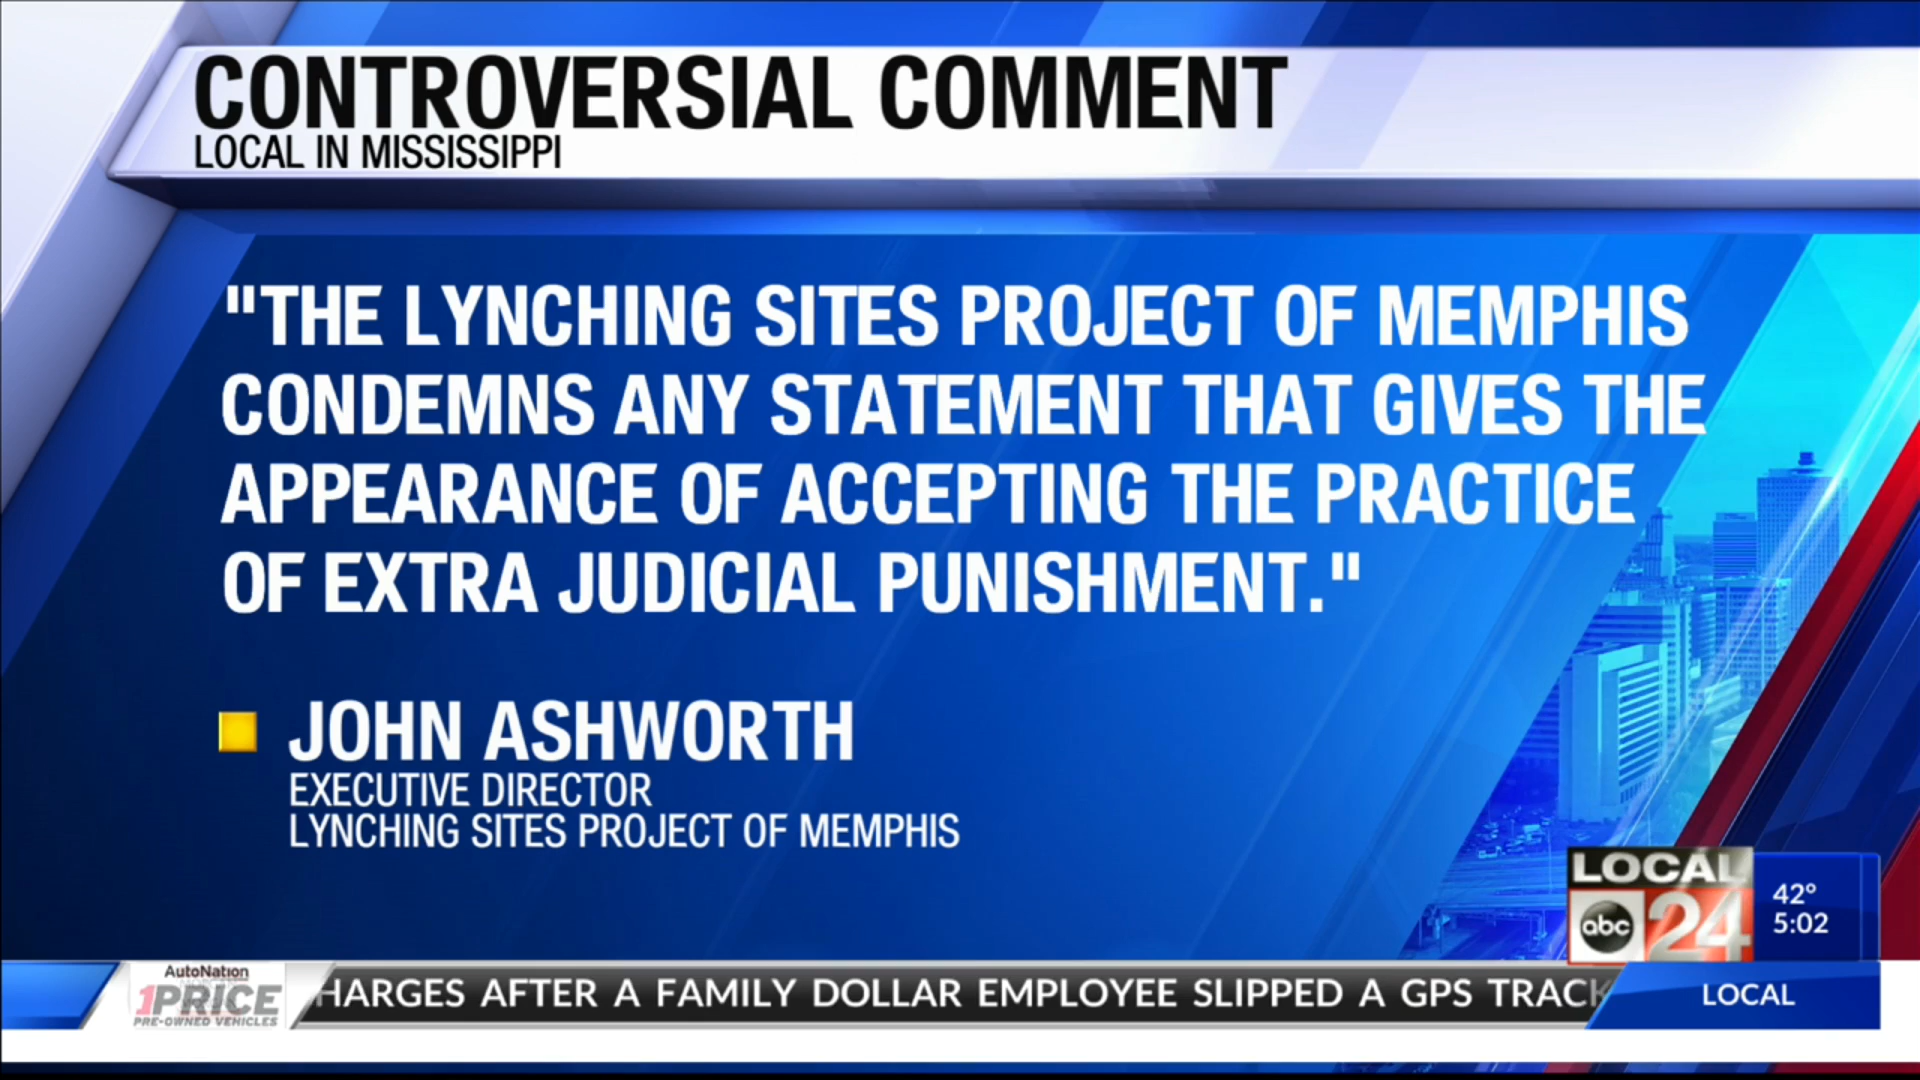 CONTROVERSIAL COMMENT
LOCAL IN MISSISSIPPI
"THE LYNCHING SITES PROJECT OF MEMPHIS
CONDEMNS ANY STATEMENT THAT GIVES THE
APPEARANCE OF ACCEPTING THE PRACTICE
OF EXTRA JUDICIAL PUNISHMENT."
JOHN ASHWORTH
EXECUTIVE DIRECTOR
LYNCHING SITES PROJECT OF MEMPHIS
LOCAL
abc 24
42°
5:02
AutoNation
1PRICE
PRE-OWNED VEHICLES
HARGES AFTER A FAMILY DOLLAR EMPLOYEE SLIPPED A GPS TRACK
LOCAL